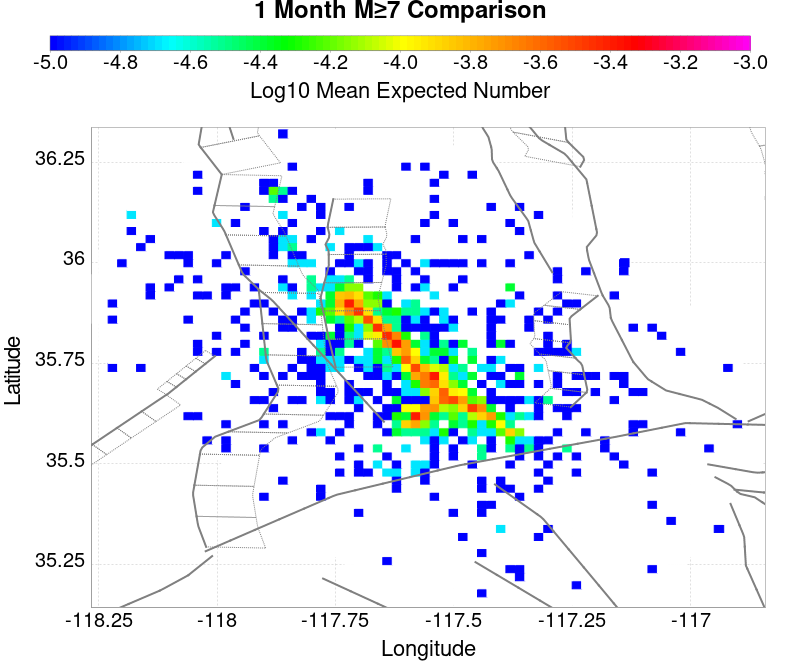 1 Month M≥7 Comparison
-5.0 -4.8 -4.6 -4.4 -4.2 -4.0 -3.8 -3.6 -3.4 -3.2 -3.0
Log10 Mean Expected Number
36.25
36
35.75
35.5
35.25
Latitude
-118.25 -118 -117.75 -117.5 -117.25 -117
Longitude